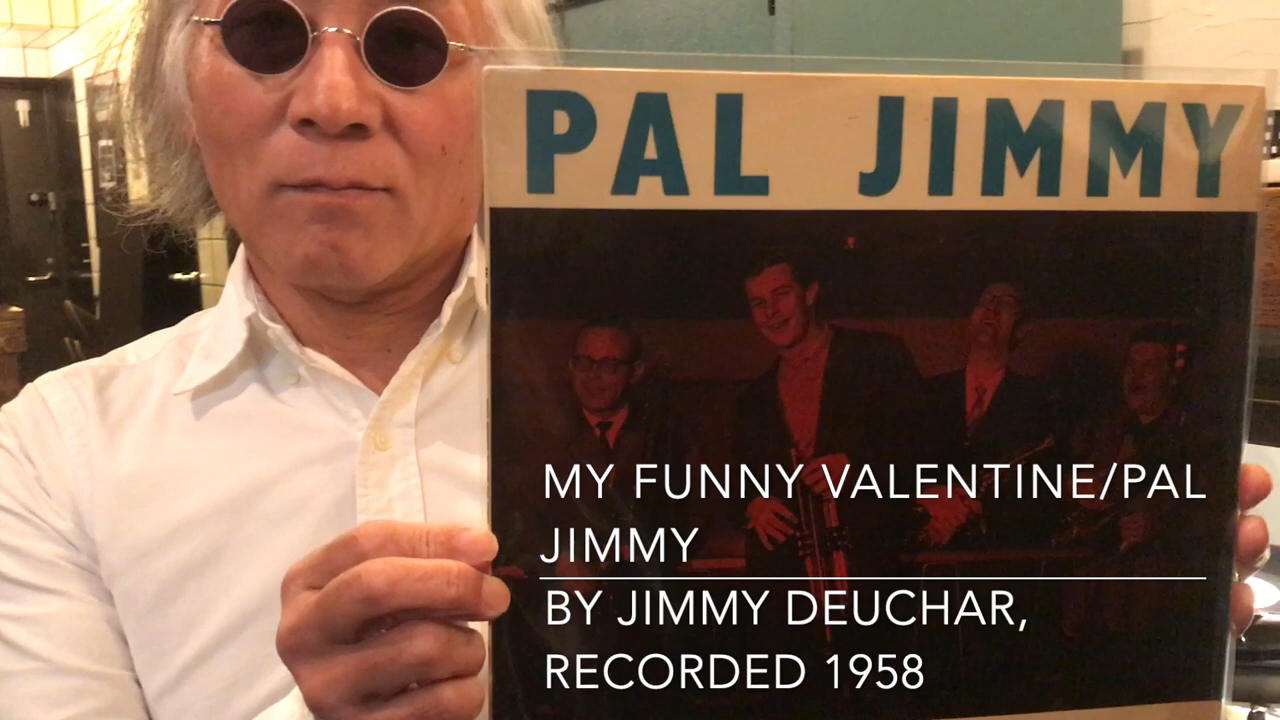 PAL JIMMY
MY FUNNY VALENTINE/PAL
JIMMY
BY JIMMY DEUCHAR,
RECORDED 1958